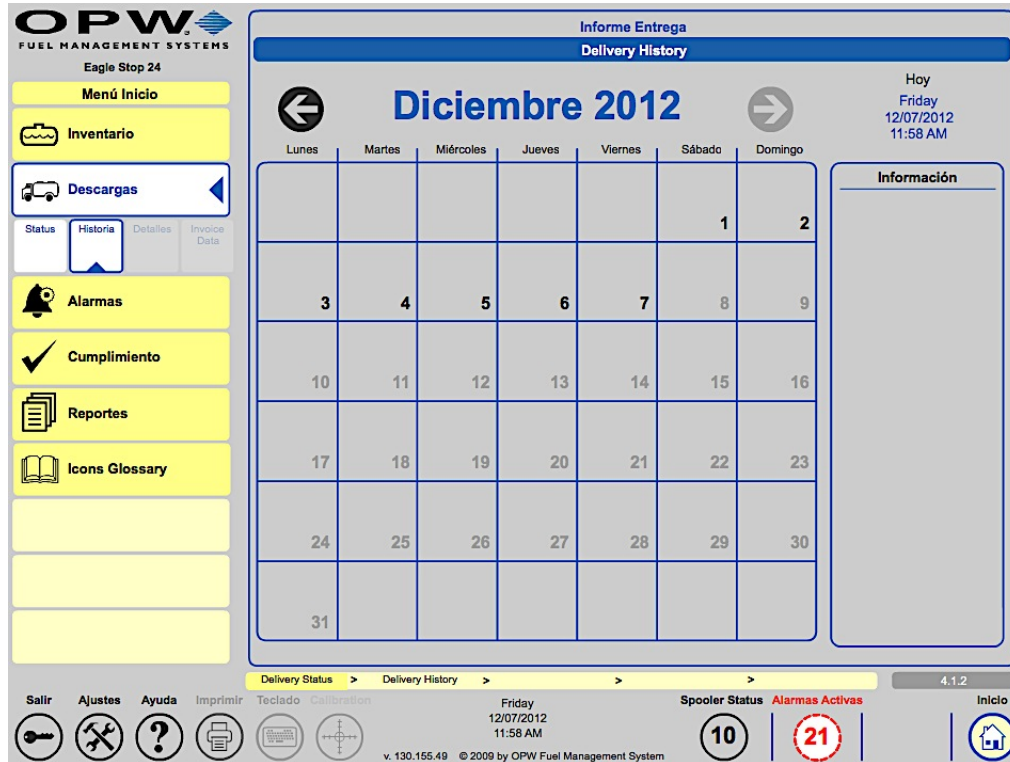 OPW
FUEL MANAGEMENT SYSTEMS
Eagle Stop 24
Menú Inicio
Inventario
Descargas
Status Historia Detalles Invoice Data
Alarmas
Cumplimiento
Reportes
Icons Glossary
Informe Entrega
Delivery History
Diciembre 2012
Hoy
Friday
12/07/2012
11:58 AM
Lunes Martes Miércoles Jueves Viernes Sábado Domingo
1 2
3 4 5 6 7 8 9
10 11 12 13 14 15 16
17 18 19 20 21 22 23
24 25 26 27 28 29 30
31
Información
Delivery Status > Delivery History > > >
4.1.2
Salir Ajustes Ayuda Imprimir Teclado Calibration
Friday
12/07/2012
11:58 AM
v. 130.155.49 © 2009 by OPW Fuel Management System
Spooler Status Alarmas Activas Inicio
10 21